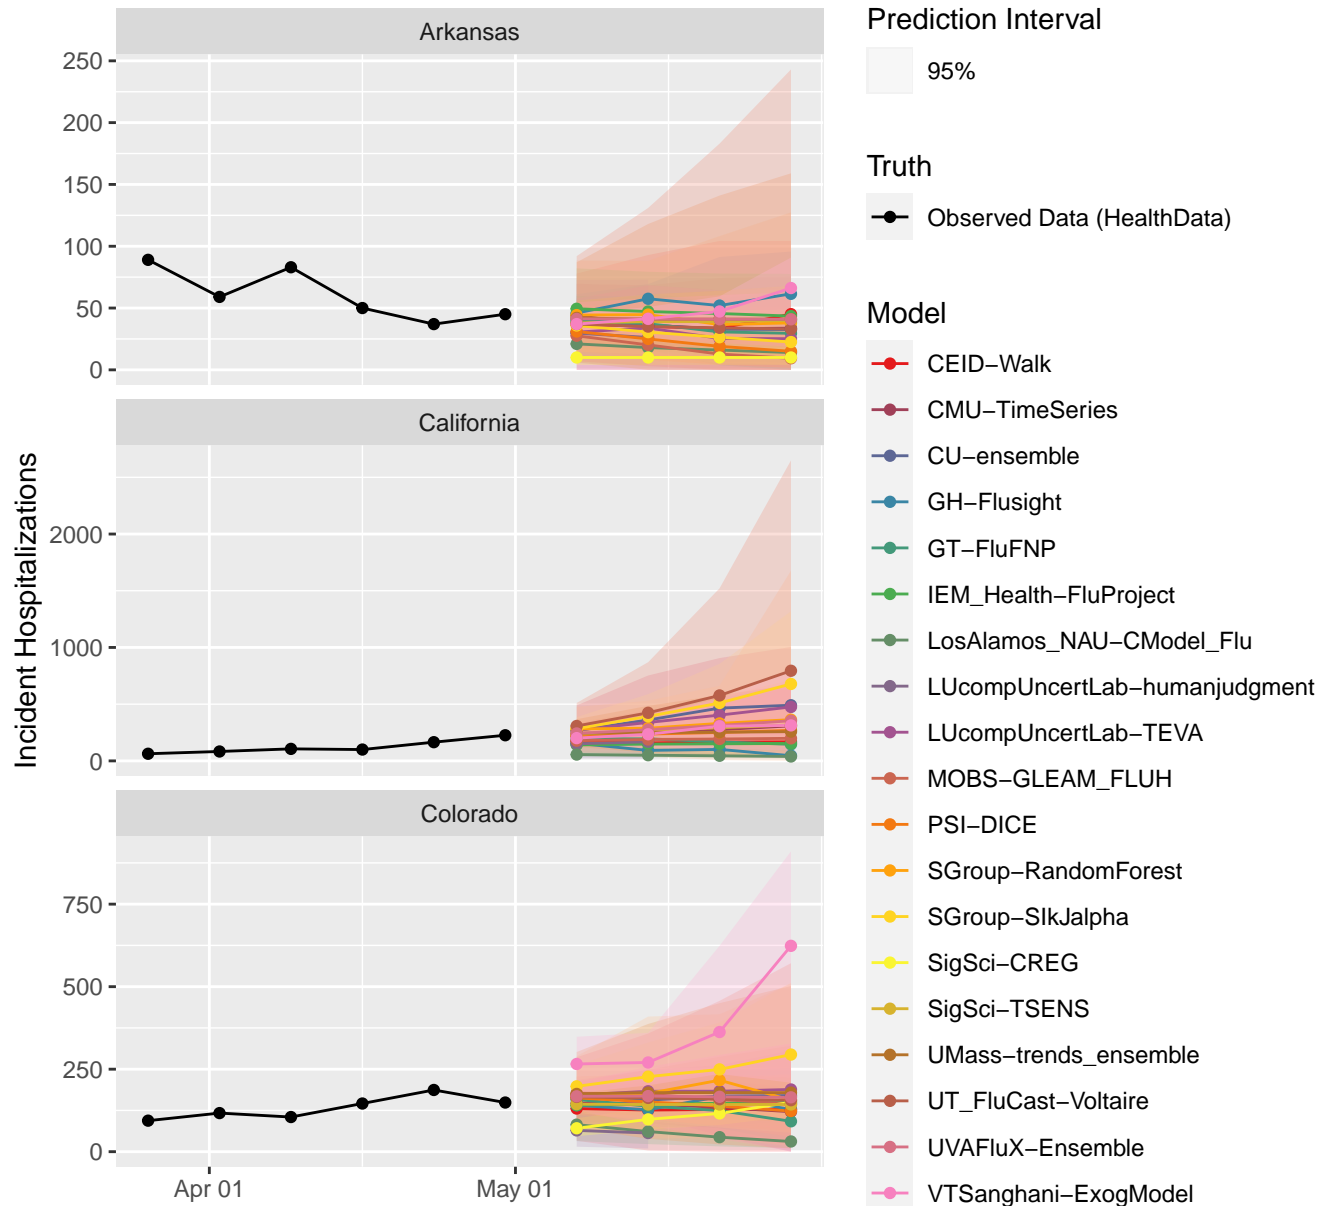 Arkansas
250
200
150
100
50
0
California
2000
1000
0
Colorado
750
500
250
0
Apr 01
May 01
Incident Hospitalizations
Prediction Interval
95%
Truth
Observed Data (HealthData)
Model
CEID−Walk
CMU−TimeSeries
CU−ensemble
GH−Flusight
GT−FluFNP
IEM_Health−FluProject
LosAlamos_NAU−CModel_Flu
LUcompUncertLab−humanjudgment
LUcompUncertLab−TEVA
MOBS−GLEAM_FLUH
PSI−DICE
SGroup−RandomForest
SGroup−SIkJalpha
SigSci−CREG
SigSci−TSENS
UMass−trends_ensemble
UT_FluCast−Voltaire
UVAFluX−Ensemble
VTSanghani−ExogModel